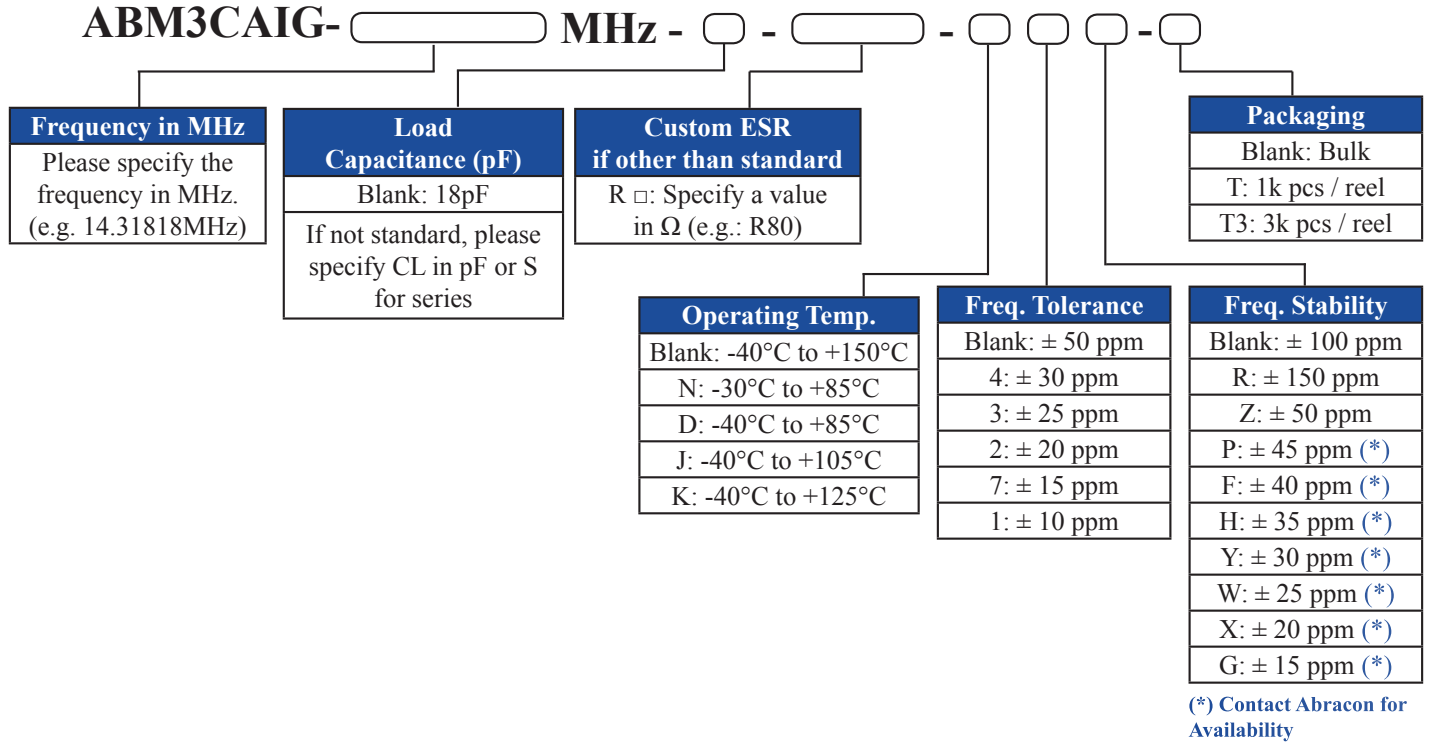 ABM3CAIG- MHz - - - -
Frequency in MHz
Please specify the
frequency in MHz.
(e.g. 14.31818MHz)
Load
Capacitance (pF)
Blank: 18pF
If not standard, please
specify CL in pF or S
for series
Custom ESR
if other than standard
R □: Specify a value
in Ω (e.g.: R80)
Packaging
Blank: Bulk
T: 1k pcs / reel
T3: 3k pcs / reel
Operating Temp.
Blank: -40°C to +150°C
N: -30°C to +85°C
D: -40°C to +85°C
J: -40°C to +105°C
K: -40°C to +125°C
Freq. Tolerance
Blank: ± 50 ppm
4: ± 30 ppm
3: ± 25 ppm
2: ± 20 ppm
7: ± 15 ppm
1: ± 10 ppm
Freq. Stability
Blank: ± 100 ppm
R: ± 150 ppm
Z: ± 50 ppm
P: ± 45 ppm (*)
F: ± 40 ppm (*)
H: ± 35 ppm (*)
Y: ± 30 ppm (*)
W: ± 25 ppm (*)
X: ± 20 ppm (*)
G: ± 15 ppm (*)
(*) Contact Abracon for
Availability